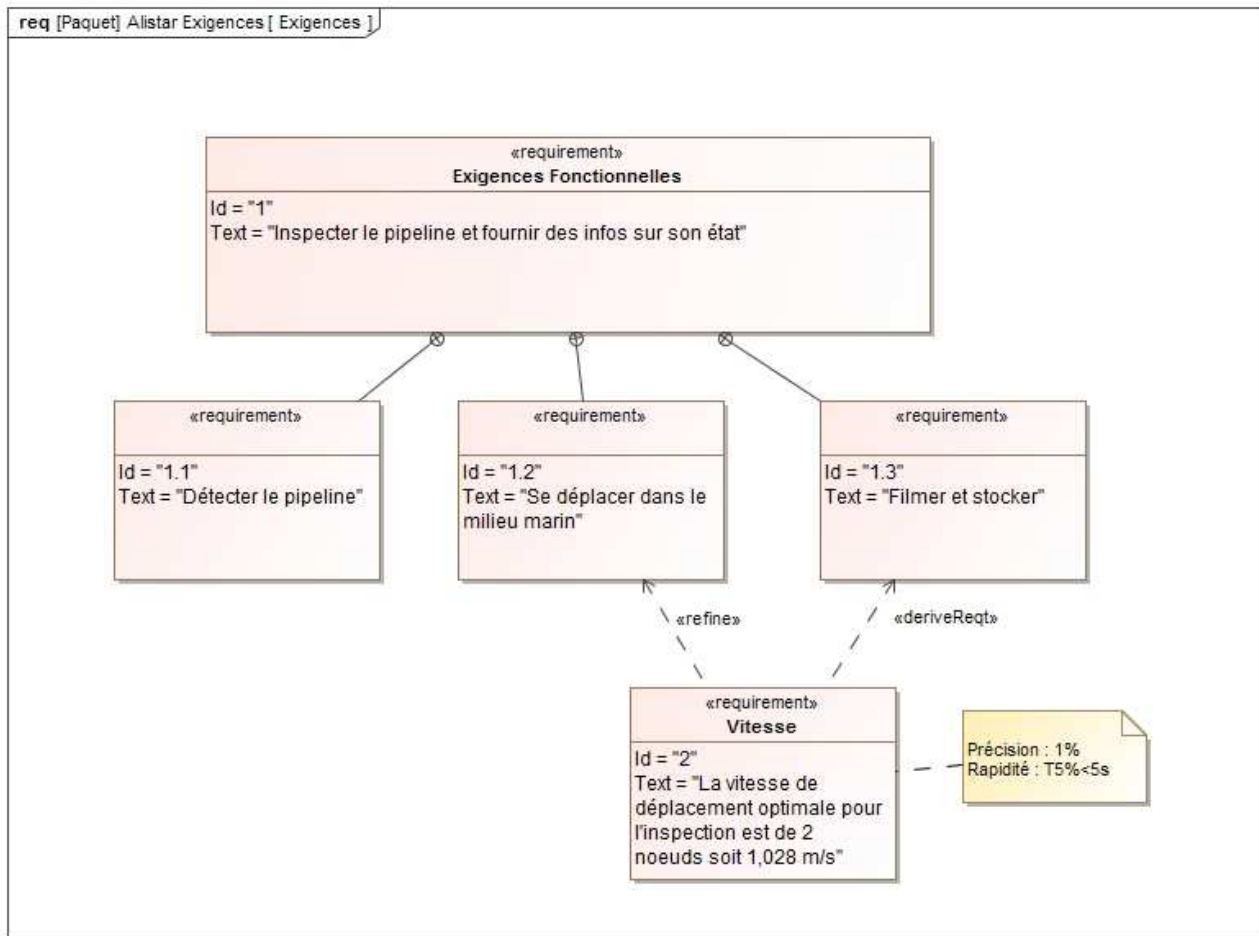 req [Paquet] Alistar Exigences [ Exigences ]
«requirement»
Exigences Fonctionnelles
Id = "1"
Text = "Inspecter le pipeline et fournir des infos sur son état"
«requirement»
Id = "1.1"
Text = "Détecter le pipeline"
«requirement»
Id = "1.2"
Text = "Se déplacer dans le
milieu marin"
«requirement»
Id = "1.3"
Text = "Filmer et stocker"
«refine»
«deriveReqt»
«requirement»
Vitesse
Id = "2"
Text = "La vitesse de
déplacement optimale pour
l'inspection est de 2
noeuds soit 1,028 m/s"
Précision : 1%
Rapidité : T5%<5s